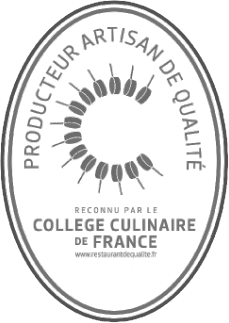 PRODUCTEUR ARTISAN DE QUALITÉ
RECONNU PAR LE
COLLEGE CULINAIRE
DE FRANCE
www.restaurantdequalite.fr